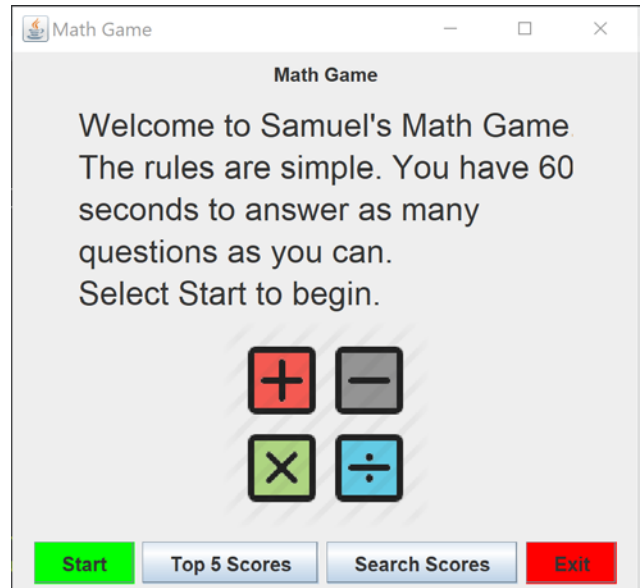 Math Game
Math Game
Welcome to Samuel's Math Game
The rules are simple. You have 60
seconds to answer as many
questions as you can.
Select Start to begin.
+ −
× ÷
Start Top 5 Scores Search Scores Exit